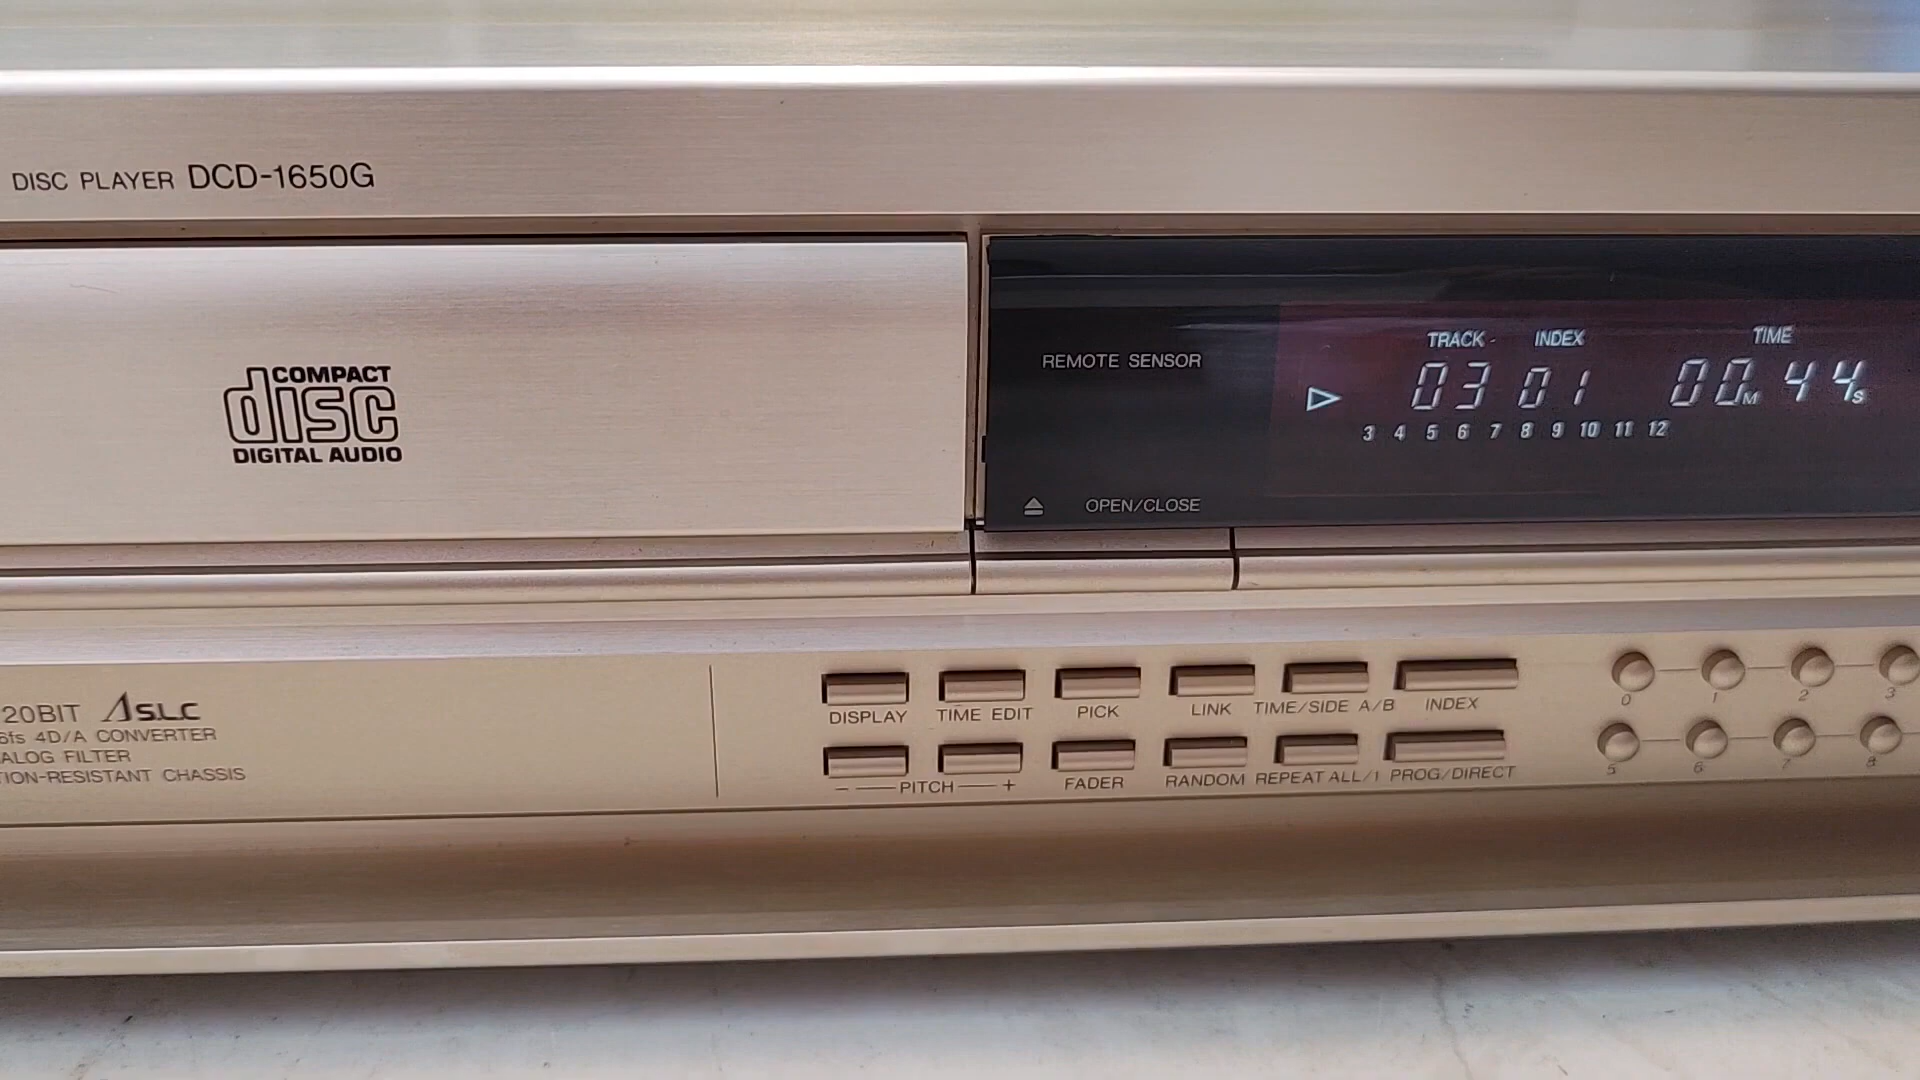 DISC PLAYER DCD-1650G
COMPACT
disc
DIGITAL AUDIO
REMOTE SENSOR
OPEN/CLOSE
TRACK INDEX TIME
03 01 00M 44S
3 4 5 6 7 8 9 10 11 12
20BIT ΛS.L.C
8fs 4D/A CONVERTER
ALOG FILTER
TION-RESISTANT CHASSIS
DISPLAY TIME EDIT PICK LINK TIME/SIDE A/B INDEX
− PITCH + FADER RANDOM REPEAT ALL/1 PROG/DIRECT
0 1 2 3
5 6 7 8